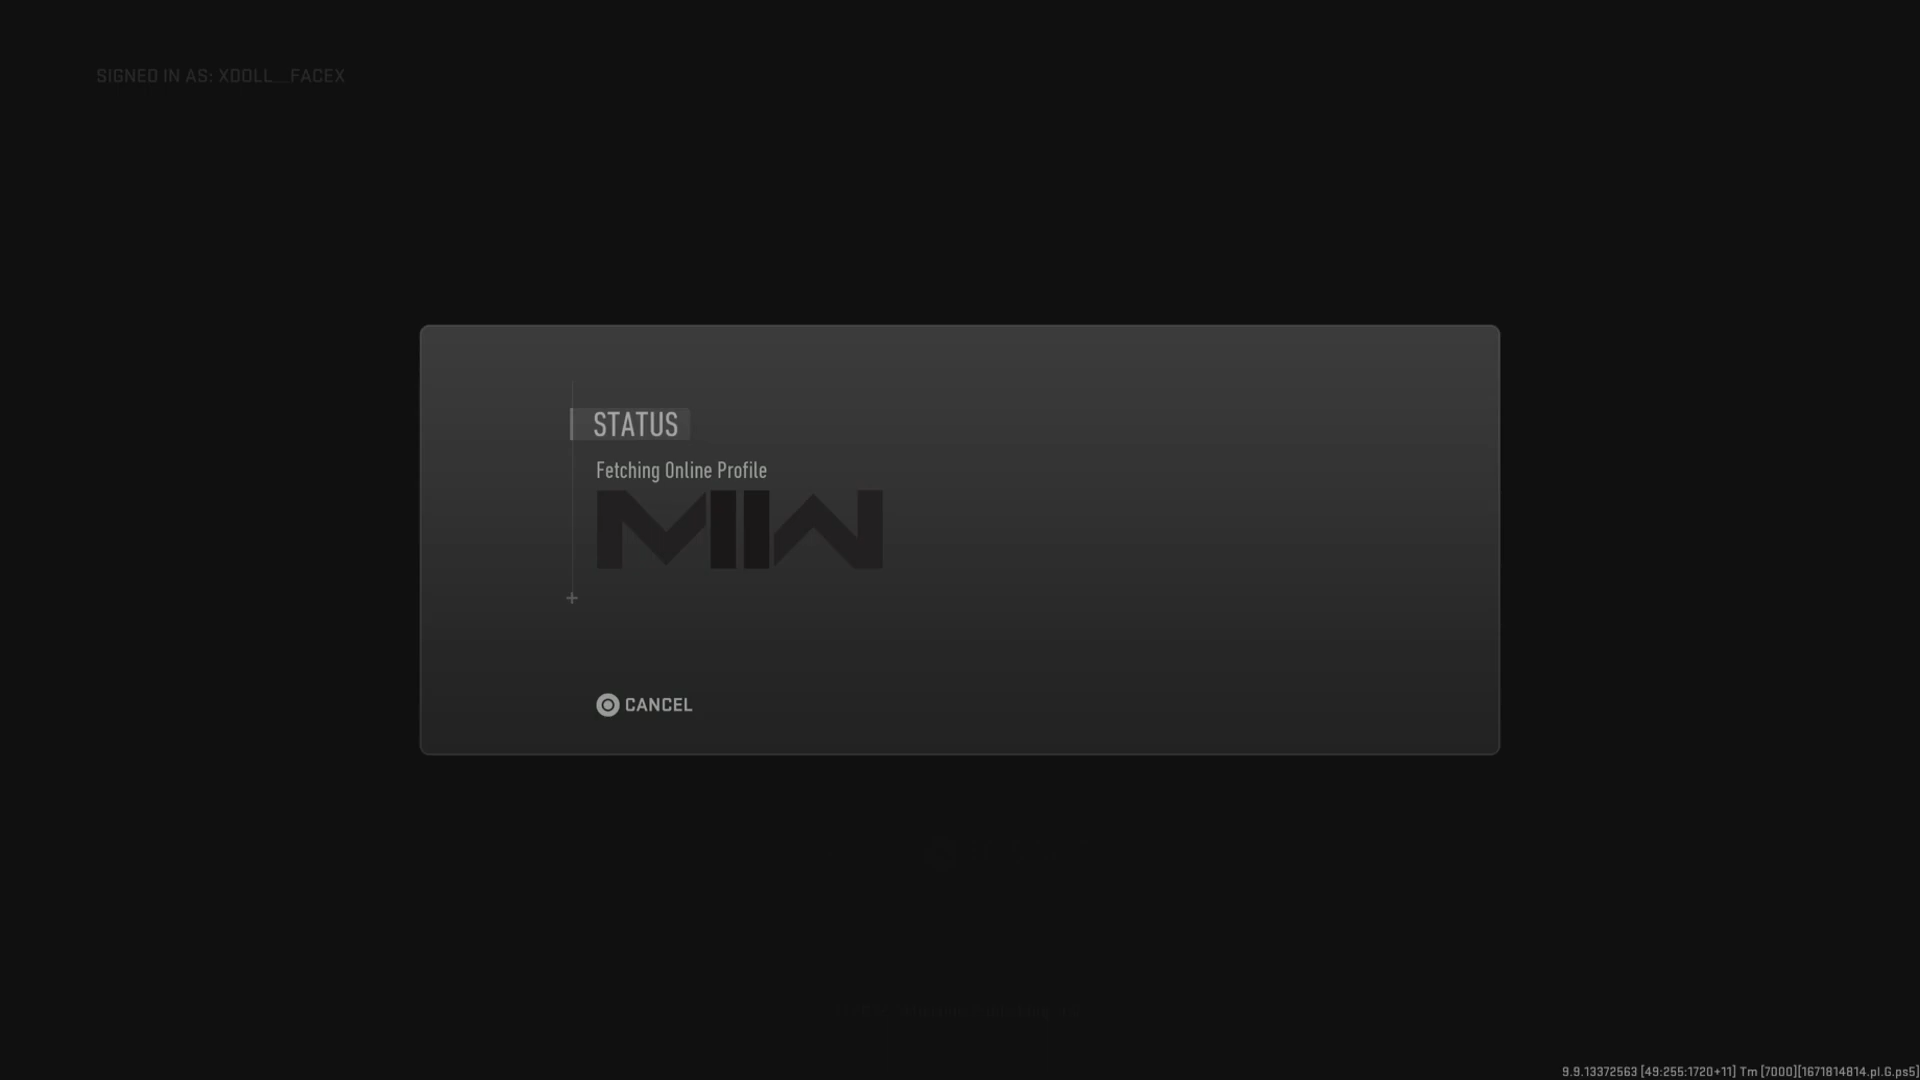 SIGNED IN AS: XDOLL__FACEX
STATUS
Fetching Online Profile
MIIW
CANCEL
9.9.13372563 [49:255:1720+11] Tm [7000][1671814814.pl.G.ps5]